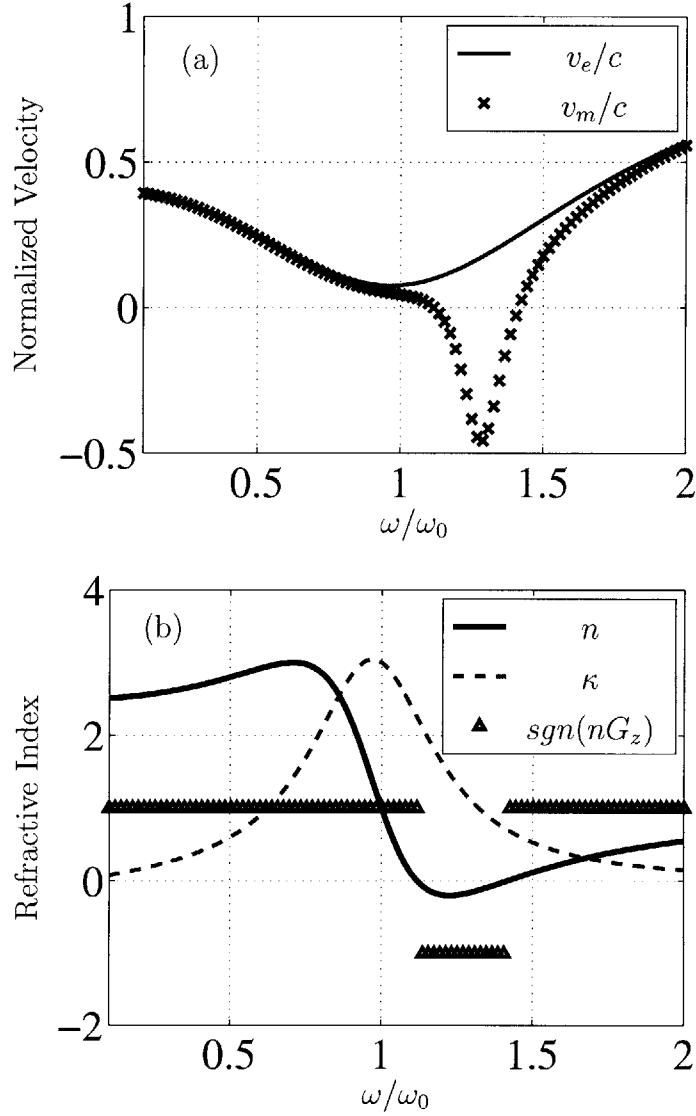 1
(a)
v_e/c
v_m/c
0.5
0
−0.5
Normalized Velocity
0.5 1 1.5 2
ω/ω_0
4
(b)
n
κ
sgn(nG_z)
2
0
−2
Refractive Index
0.5 1 1.5 2
ω/ω_0